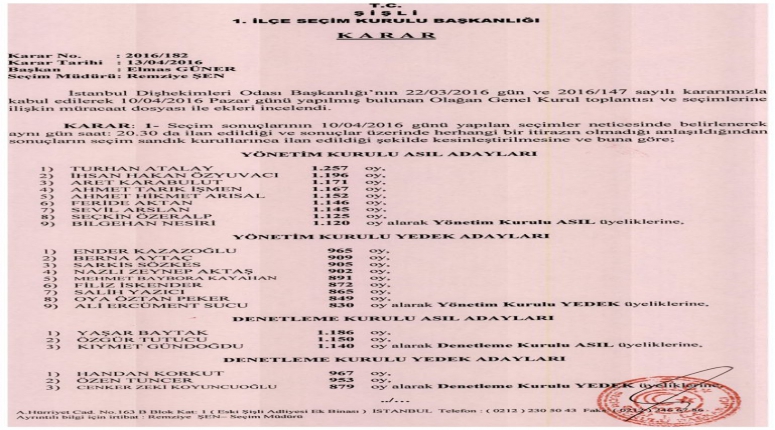 T.C.
ŞİŞLİ
1. İLÇE SEÇİM KURULU BAŞKANLIĞI
KARAR
Karar No. : 2016/182
Karar Tarihi : 13/04/2016
Başkan : Elmas GÜNER
Seçim Müdürü: Remziye ŞEN
İstanbul Dişhekimleri Odası Başkanlığı'nın 22/03/2016 gün ve 2016/147 sayılı kararımızla
kabul edilerek 10/04/2016 Pazar günü yapılmış bulunan Olağan Genel Kurul toplantısı ve seçimlerine
ilişkin müracaat dosyası ile ekleri incelendi.
KARAR: 1- Seçim sonuçlarının 10/04/2016 günü yapılan seçimler neticesinde belirlenerek
aynı gün saat: 20.30 da ilan edildiği ve sonuçlar üzerinde herhangi bir itirazın olmadığı anlaşıldığından
sonuçların seçim sandık kurullarınca ilan edildiği şekilde kesinleştirilmesine ve buna göre;
YÖNETİM KURULU ASIL ADAYLARI
1) TURHAN ATALAY 1.257 oy.
2) İHSAN HAKAN ÖZYUVACI 1.196 oy.
3) ARET KARABULUT 1.171 oy.
4) AHMET TARIK İŞMEN 1.167 oy.
5) AHMET HİKMET ARISAL 1.152 oy.
6) FERİDE AKTAN 1.146 oy.
7) SEVİL ARSLAN 1.145 oy.
8) SEÇKİN ÖZERALP 1.125 oy.
9) BİLGEHAN NESİRİ 1.120 oy alarak Yönetim Kurulu ASIL üyeliklerine,
YÖNETİM KURULU YEDEK ADAYLARI
1) ENDER KAZAZOĞLU 965 oy.
2) BERNA AYTAÇ 909 oy.
3) SARKİS SÖZKES 905 oy.
4) NAZLI ZEYNEP AKTAŞ 902 oy.
5) MEHMET BAYBORA KAYAHAN 891 oy.
6) FİLİZ İSKENDER 872 oy.
7) SALİH YAZICI 865 oy.
8) OYA ÖZTAN PEKER 849 oy.
9) ALİ ERCÜMENT SUCU 830 oy alarak Yönetim Kurulu YEDEK üyeliklerine,
DENETLEME KURULU ASIL ADAYLARI
1) YAŞAR BAYTAK 1.186 oy.
2) ÖZGÜR TUTUCU 1.150 oy.
3) KIYMET GÜNDOĞDU 1.140 oy alarak Denetleme Kurulu ASIL üyeliklerine,
DENETLEME KURULU YEDEK ADAYLARI
1) HANDAN KORKUT 967 oy.
2) ÖZEN TUNCER 953 oy.
3) CENKER ZEKİ KOYUNCUOĞLU 879 oy alarak Denetleme Kurulu YEDEK üyeliklerine,
../...
A.Hürriyet Cad. No.163 B Blok Kat: 1 ( Eski Şişli Adliyesi Ek Binası ) İSTANBUL Telefon : ( 0212 ) 230 50 43 Faks ( 0212 )
Ayrıntılı bilgi için irtibat : Remziye ŞEN– Seçim Müdürü